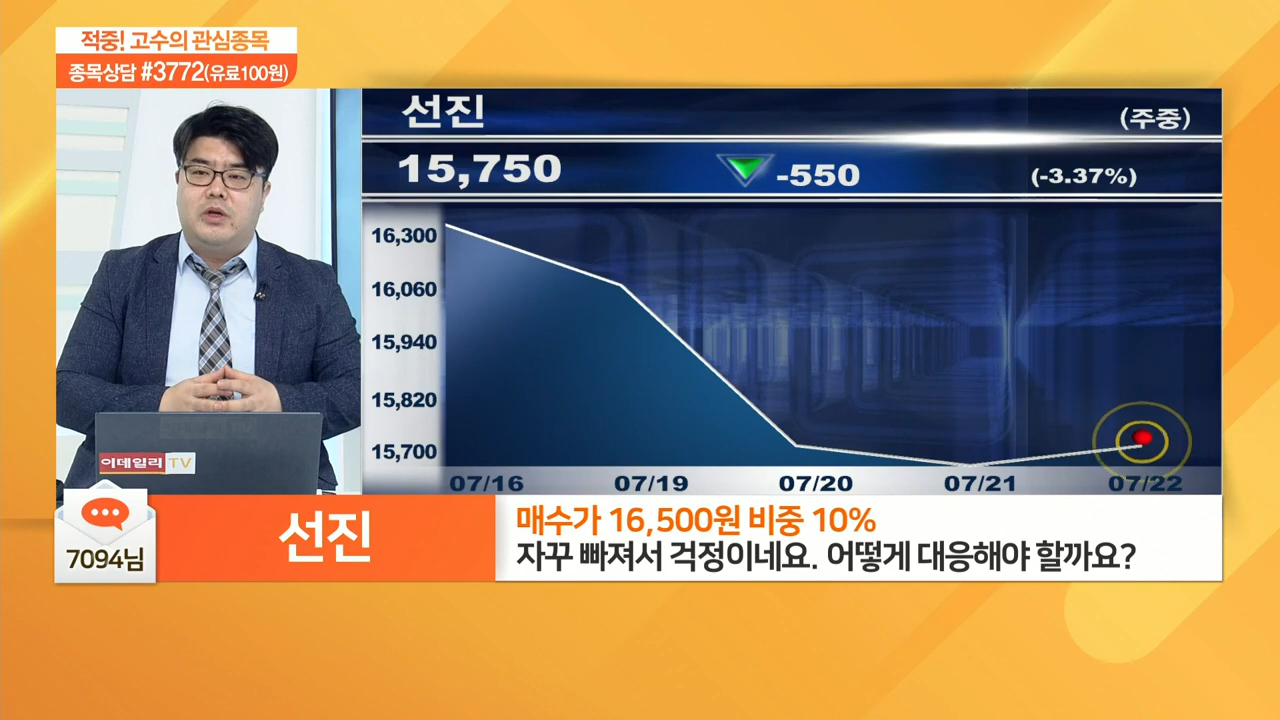 적중! 고수의 관심종목
종목상담 #3772(유료100원)
선진
(주중)
15,750
-550
(-3.37%)
16,300
16,060
15,940
15,820
15,700
07/16
07/19
07/20
07/21
07/22
이데일리TV
7094님
선진
매수가 16,500원 비중 10%
자꾸 빠져서 걱정이네요. 어떻게 대응해야 할까요?